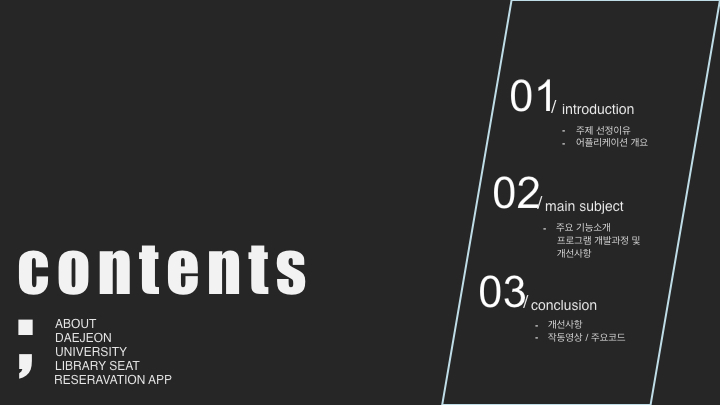 contents
ABOUT
DAEJEON
UNIVERSITY
LIBRARY SEAT
RESERAVATION APP
01/ introduction
- 주제 선정이유
- 어플리케이션 개요
02/ main subject
- 주요 기능소개
프로그램 개발과정 및
개선사항
03/ conclusion
- 개선사항
- 작동영상 / 주요코드